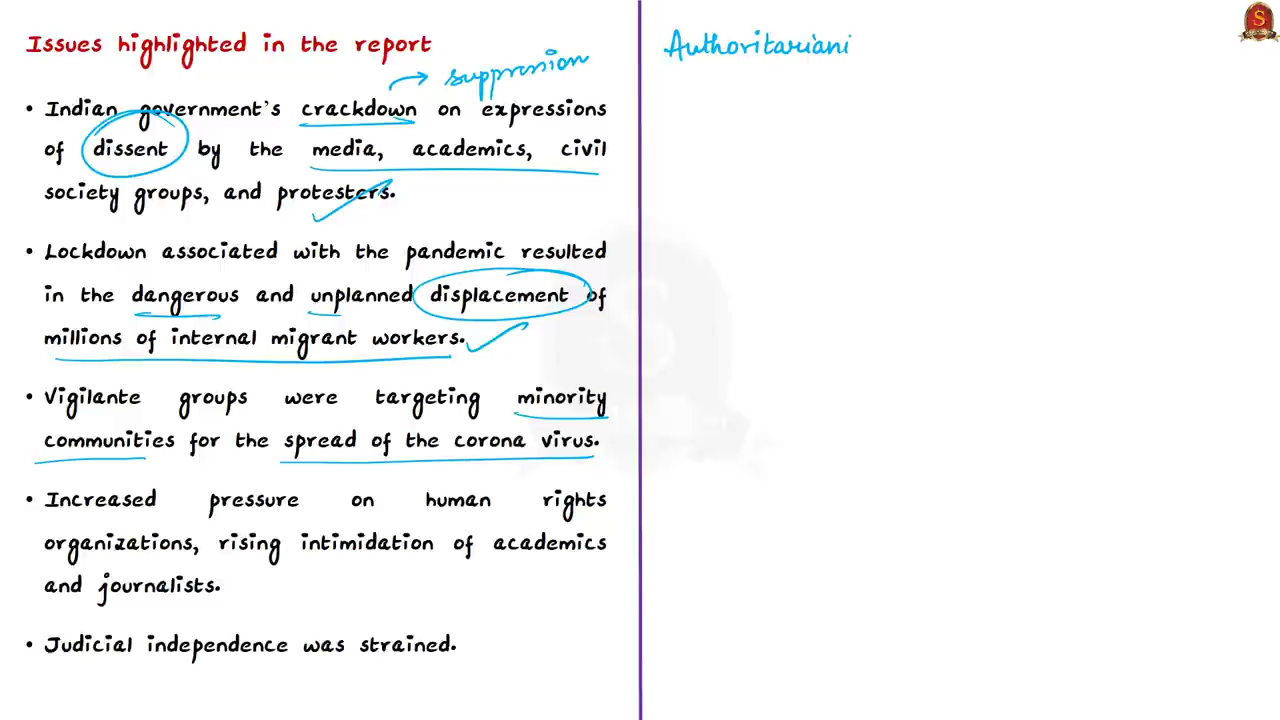 Issues highlighted in the report
suppression
• Indian government's crackdown on expressions
of dissent by the media, academics, civil
society groups, and protesters.
• Lockdown associated with the pandemic resulted
in the dangerous and unplanned displacement of
millions of internal migrant workers.
• Vigilante groups were targeting minority
communities for the spread of the corona virus.
• Increased pressure on human rights
organizations, rising intimidation of academics
and journalists.
• Judicial independence was strained.
Authoritariani
S